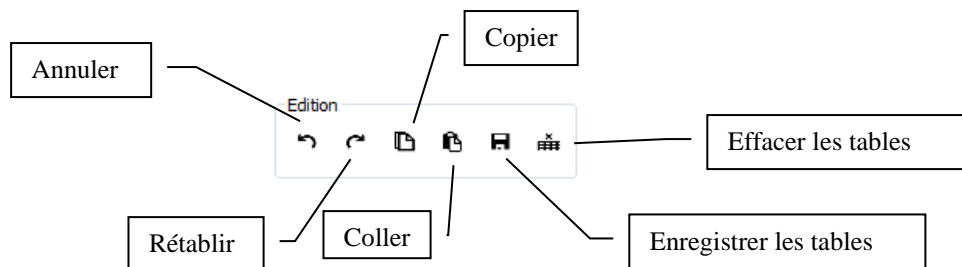 Copier
Annuler
Edition
Effacer les tables
Rétablir
Coller
Enregistrer les tables